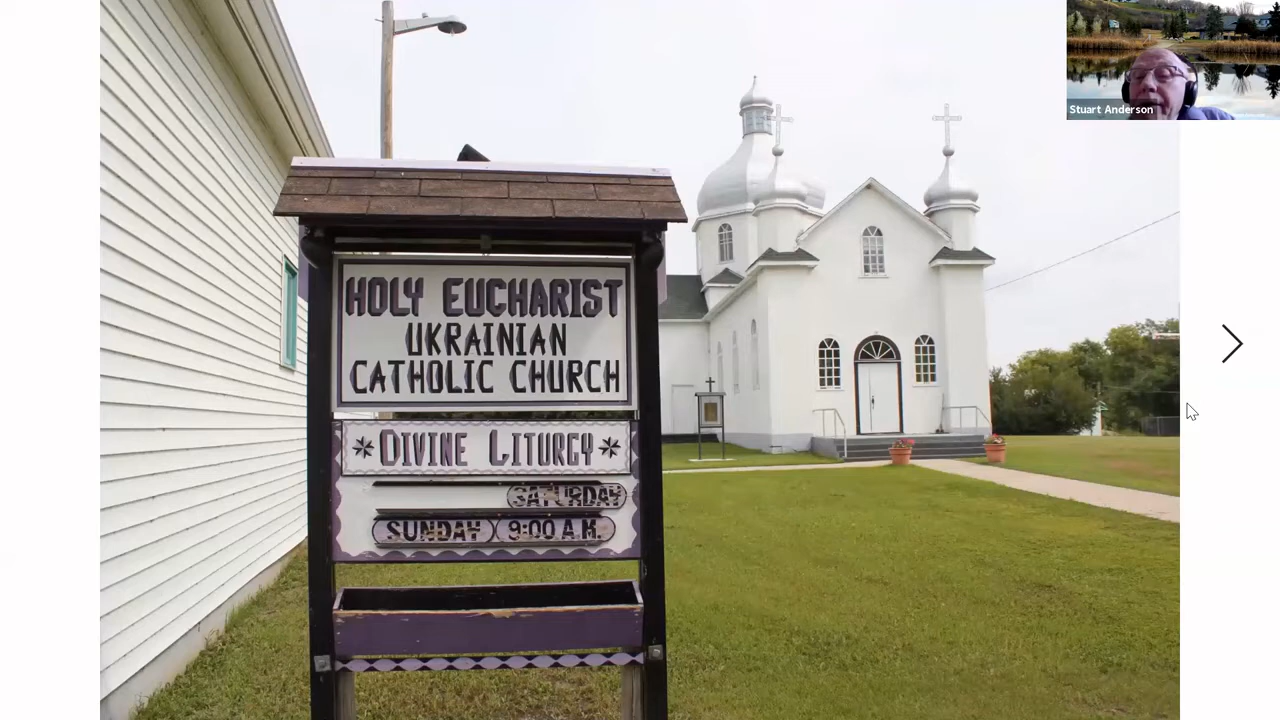 Stuart Anderson
HOLY EUCHARIST
UKRAINIAN
CATHOLIC CHURCH
DIVINE LITURGY
SATURDAY
SUNDAY 9:00 A.M.